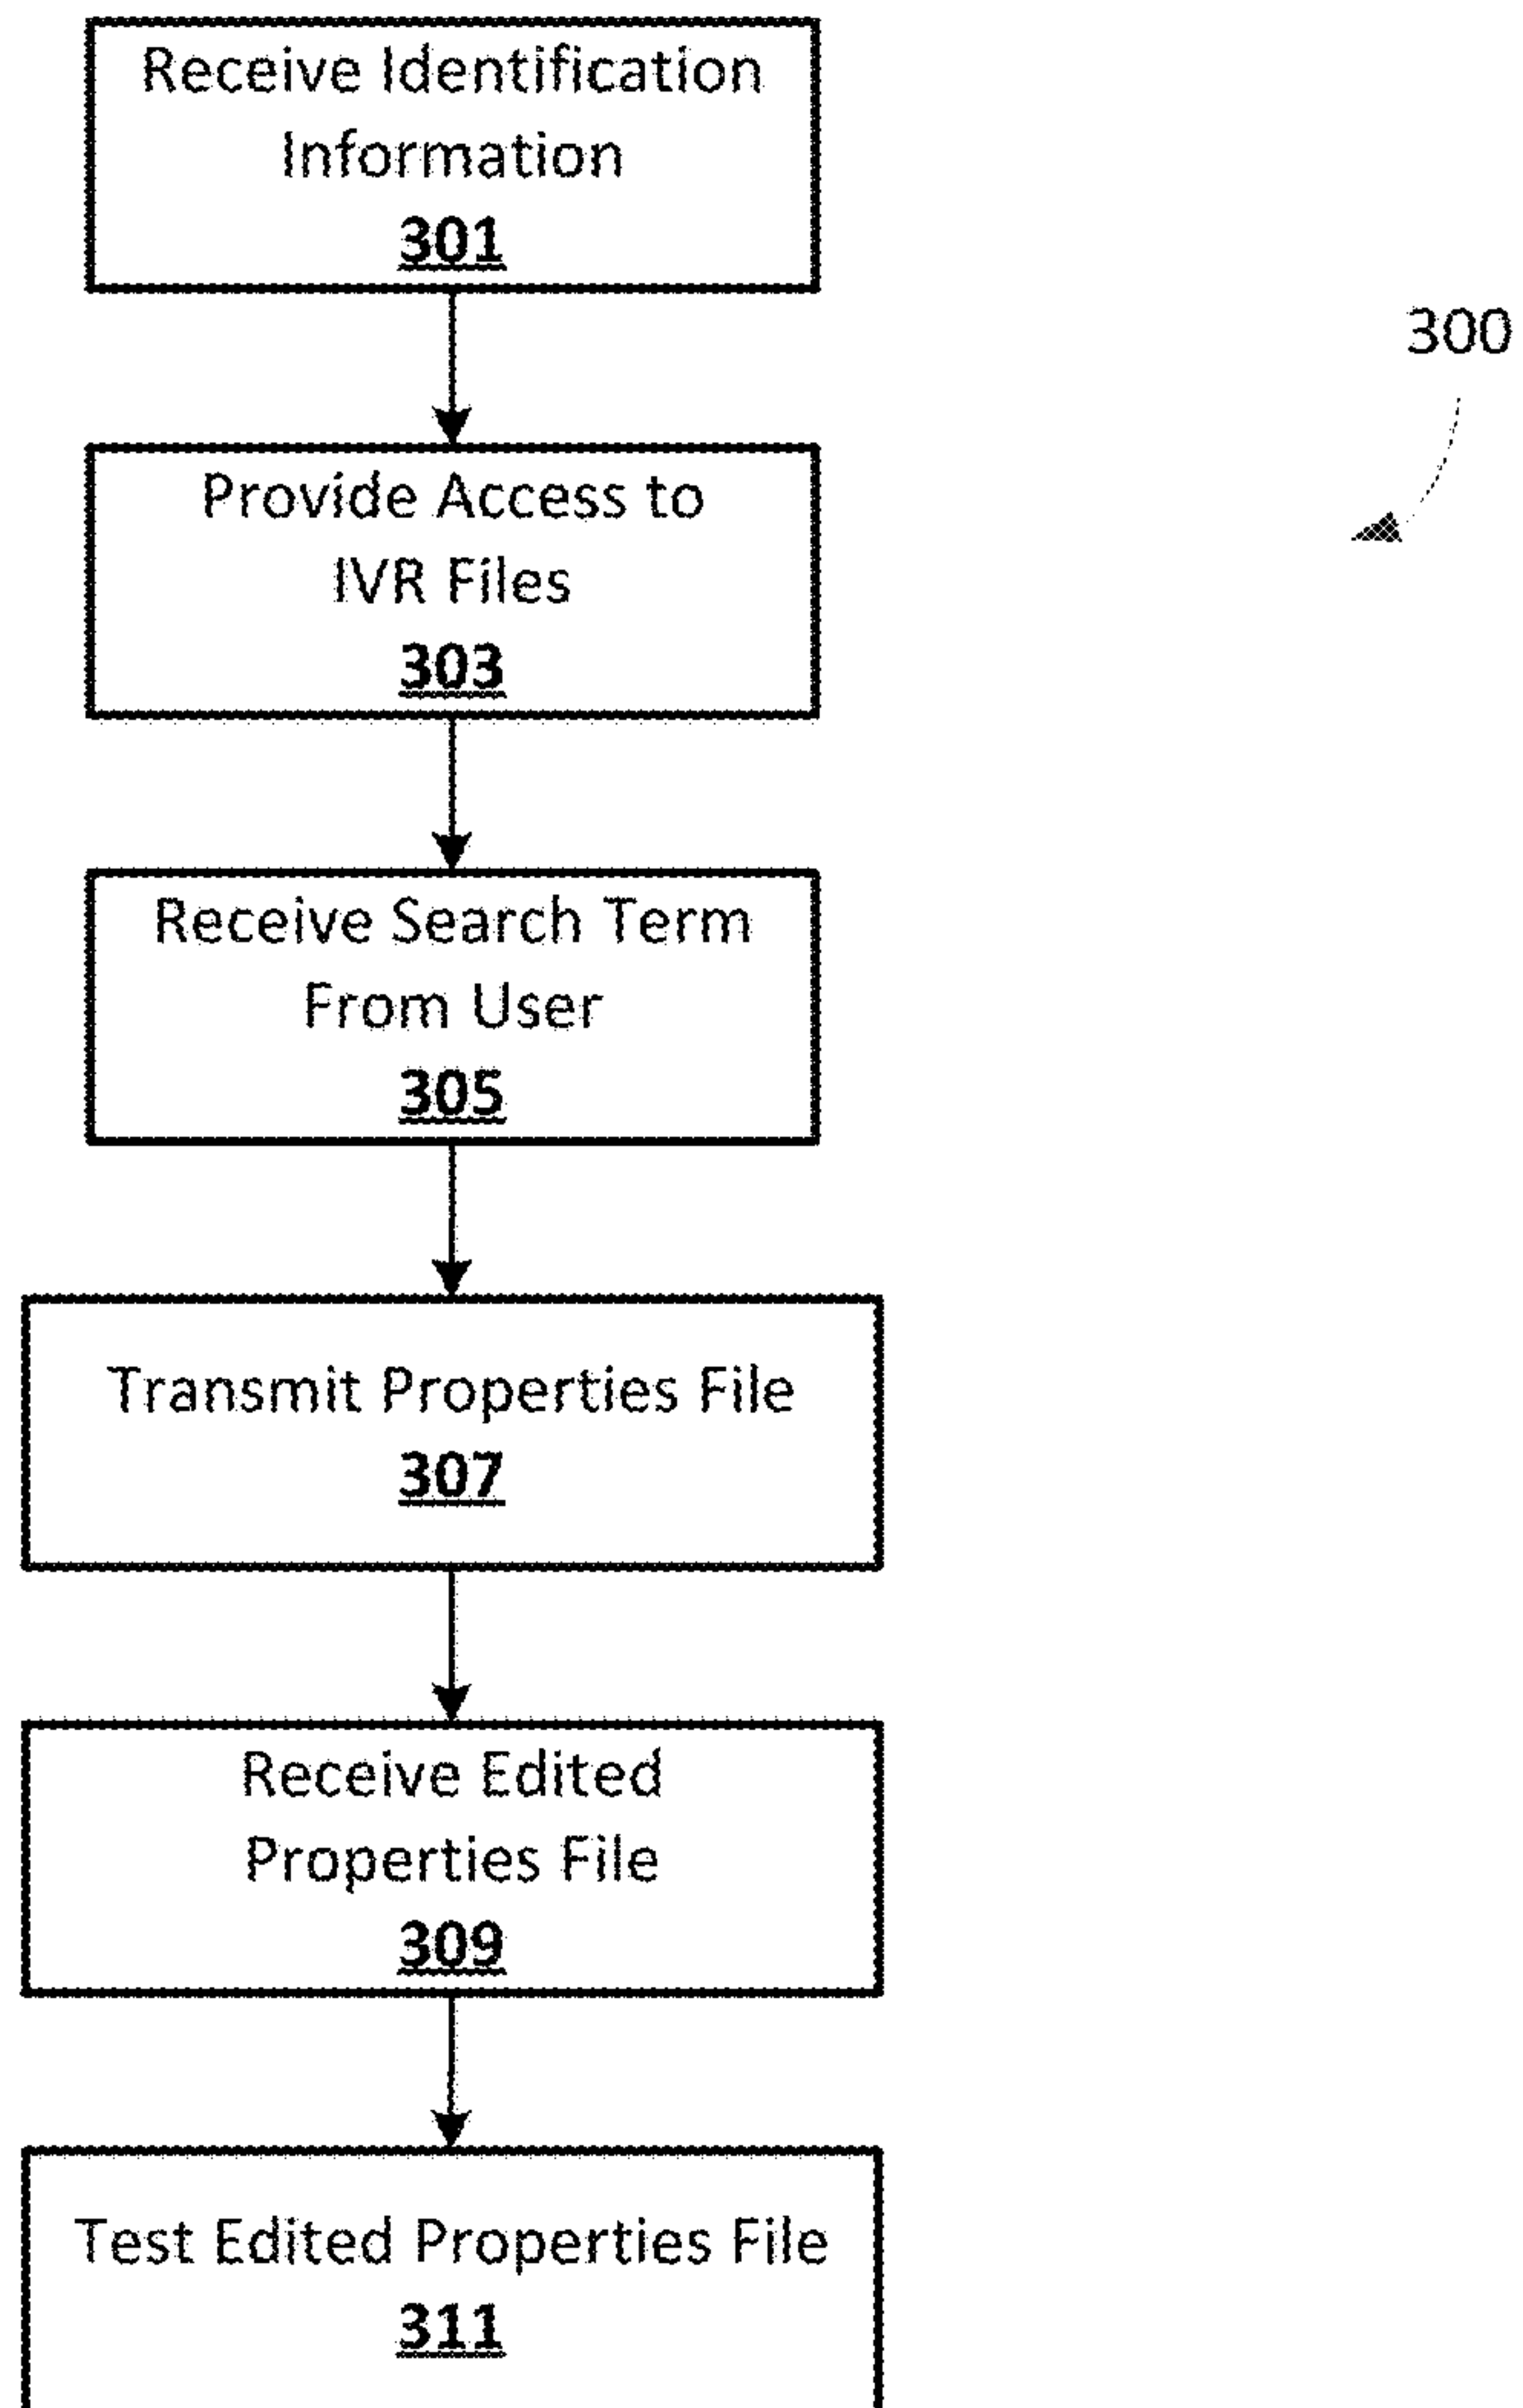 Receive Identification
Information
301
300
Provide Access to
IVR Files
303
Receive Search Term
From User
305
Transmit Properties File
307
Receive Edited
Properties File
309
Test Edited Properties File
311